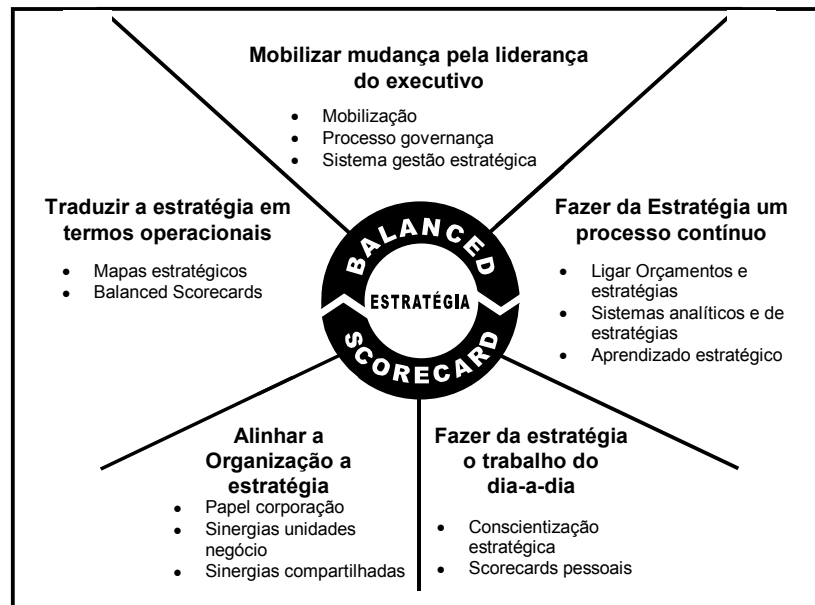 Mobilizar mudança pela liderança
do executivo
• Mobilização
• Processo governança
• Sistema gestão estratégica
Traduzir a estratégia em
termos operacionais
• Mapas estratégicos
• Balanced Scorecards
Fazer da Estratégia um
processo contínuo
• Ligar Orçamentos e
estratégias
• Sistemas analíticos e de
estratégias
• Aprendizado estratégico
BALANCED
ESTRATÉGIA
SCORECARD
Alinhar a
Organização a
estratégia
• Papel corporação
• Sinergias unidades
negócio
• Sinergias compartilhadas
Fazer da estratégia
o trabalho do
dia-a-dia
• Conscientização
estratégica
• Scorecards pessoais